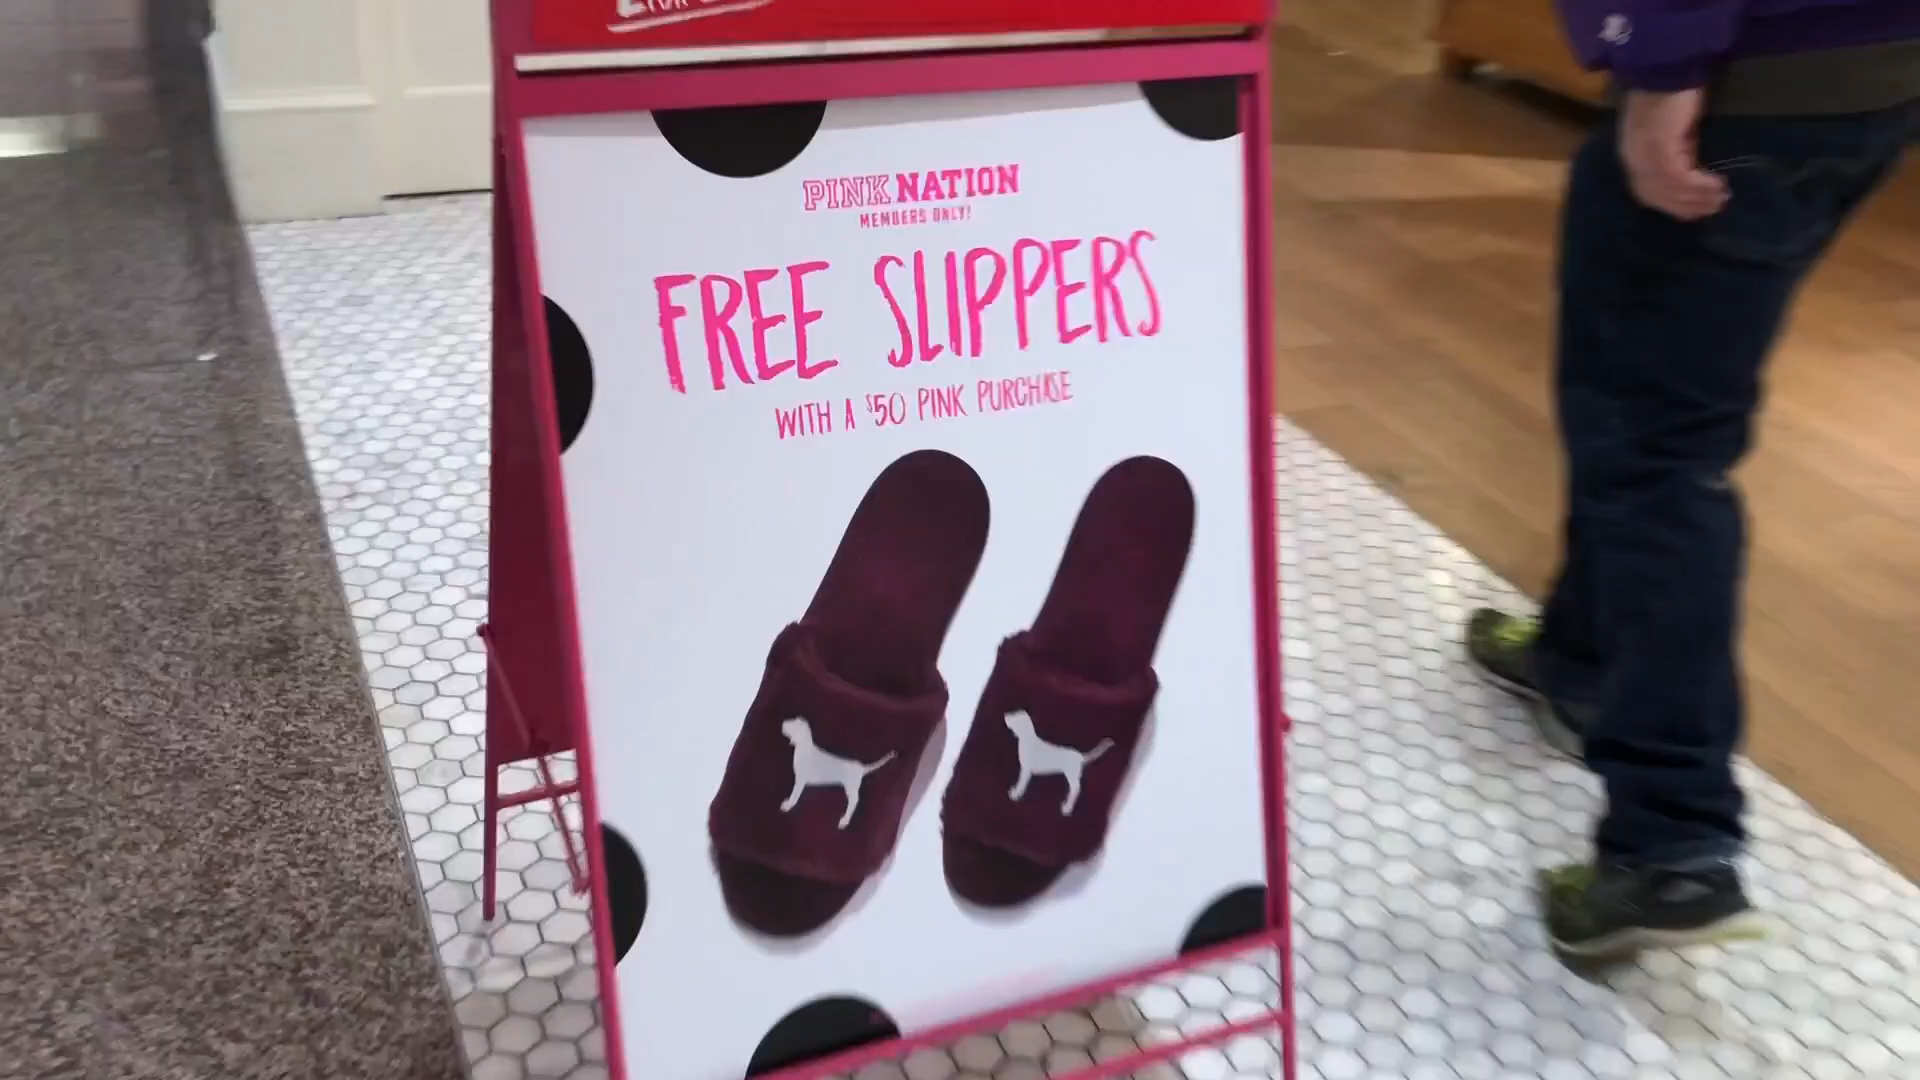 PINK NATION
MEMBERS ONLY!
FREE SLIPPERS
WITH A $50 PINK PURCHASE